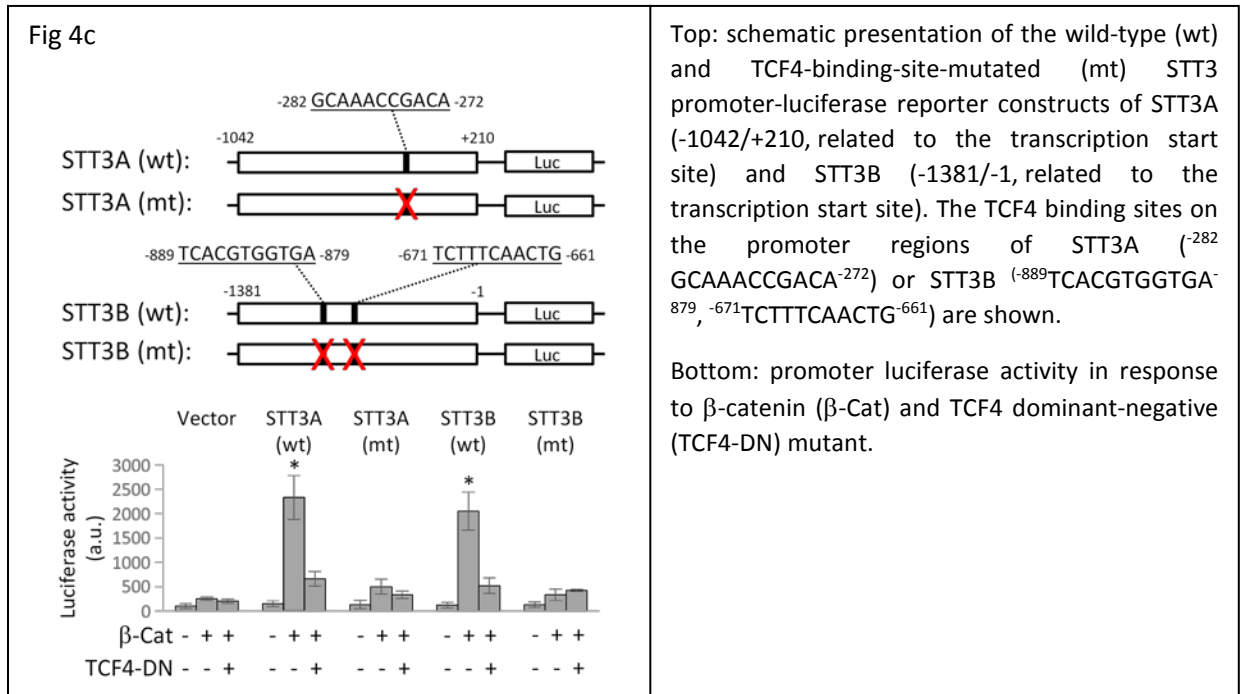 Fig 4c
-282 GCAAACCGACA -272
-1042 +210
STT3A (wt): Luc
STT3A (mt): X Luc
-889 TCACGTGGTGA -879 -671 TCTTTCAACTG -661
-1381 -1
STT3B (wt): Luc
STT3B (mt): X X Luc
Vector STT3A STT3A STT3B STT3B
(wt) (mt) (wt) (mt)
Luciferase activity
(a.u.)
3000
2500
2000
1500
1000
500
0
* *
β-Cat - + + - + + - + + - + + - + +
TCF4-DN - - + - - + - - + - - + - - +
Top: schematic presentation of the wild-type (wt)
and TCF4-binding-site-mutated (mt) STT3
promoter-luciferase reporter constructs of STT3A
(-1042/+210, related to the transcription start
site) and STT3B (-1381/-1, related to the
transcription start site). The TCF4 binding sites on
the promoter regions of STT3A (-282
GCAAACCGACA-272) or STT3B (-889TCACGTGGTGA-
879, -671TCTTTCAACTG-661) are shown.
Bottom: promoter luciferase activity in response
to β-catenin (β-Cat) and TCF4 dominant-negative
(TCF4-DN) mutant.